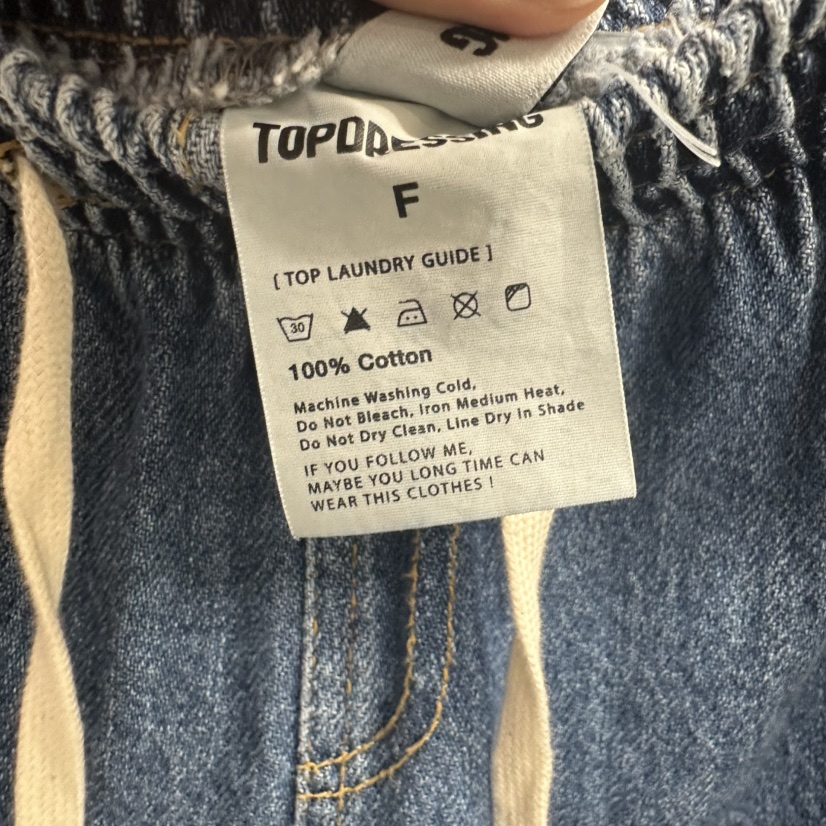 TOPDRESSING
F
[ TOP LAUNDRY GUIDE ]
30
100% Cotton
Machine Washing Cold,
Do Not Bleach, Iron Medium Heat,
Do Not Dry Clean, Line Dry In Shade
IF YOU FOLLOW ME,
MAYBE YOU LONG TIME CAN
WEAR THIS CLOTHES !